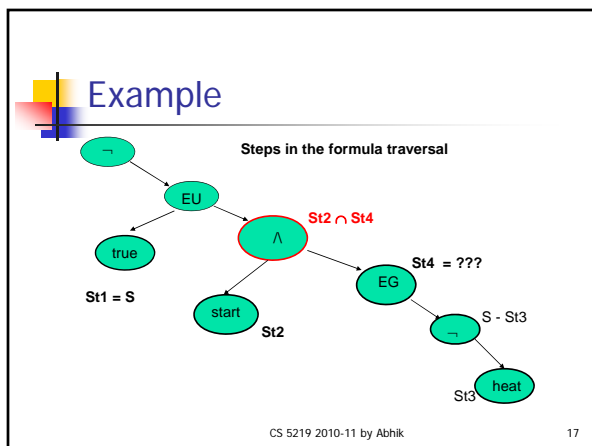 Example
Steps in the formula traversal
¬
EU
St2 ∩ St4
true
/\
St4 = ???
EG
St1 = S
start
St2
¬
S - St3
St3
heat
CS 5219 2010-11 by Abhik
17